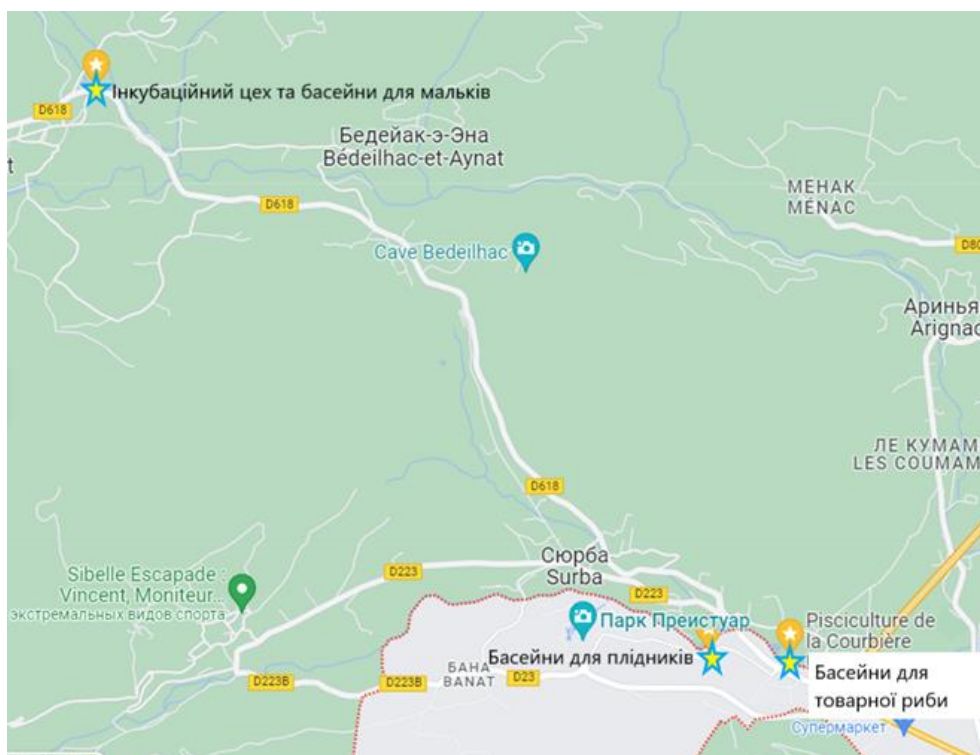 Інкубаційний цех та басейни для мальків
D618
Бедейак-э-Эна
Bédeilhac-et-Aynat
t
МЕНАК
MÉNAC
D618
D80
Cave Bedeilhac
Аринья
Arignac
ЛЕ КУМАМ
LES COUMAM
D618
Сюрба
Surba
Sibelle Escapade :
Vincent, Moniteur...
экстремальных видов спорта
D223
D223
Парк Преистуар
Pisciculture de
la Courbière
Басейни для плідників
БАНА
BANAT
D223B
D223B
D23
Басейни для
товарної риби
Супермаркет